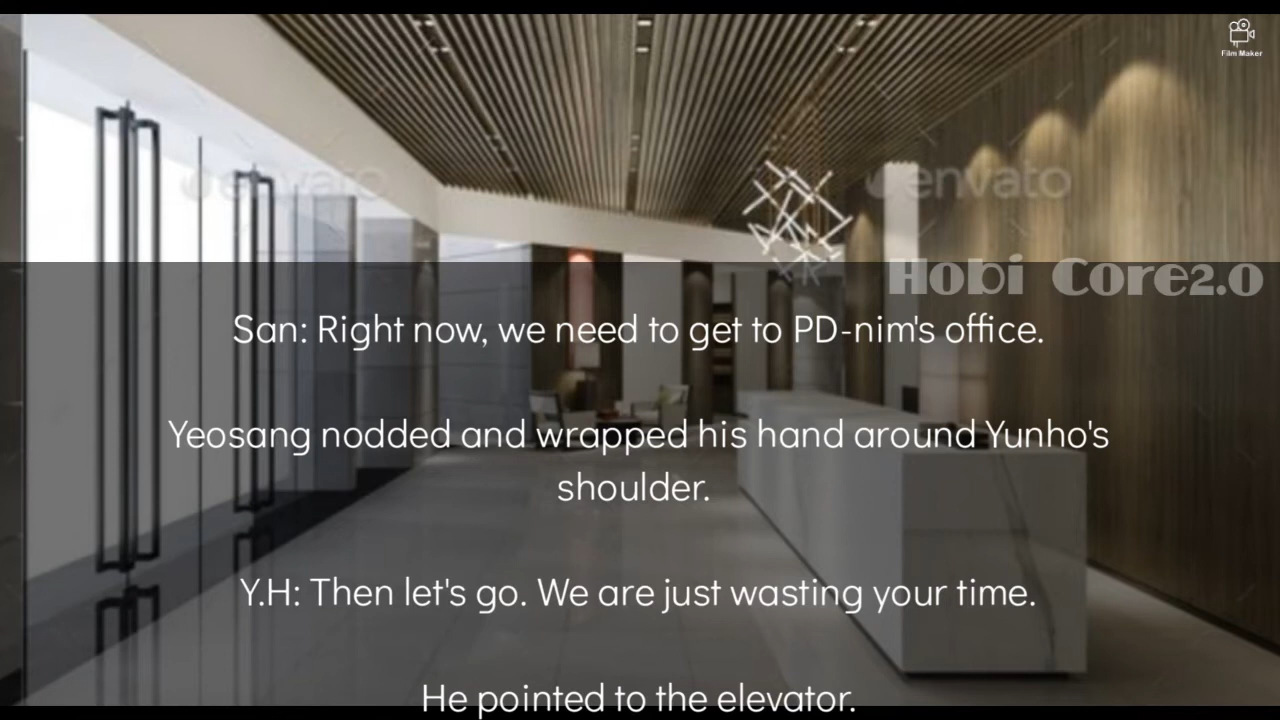 Film Maker
envato
envato
Hobi Core2.0
San: Right now, we need to get to PD-nim's office.
Yeosang nodded and wrapped his hand around Yunho's
shoulder.
Y.H: Then let's go. We are just wasting your time.
He pointed to the elevator.